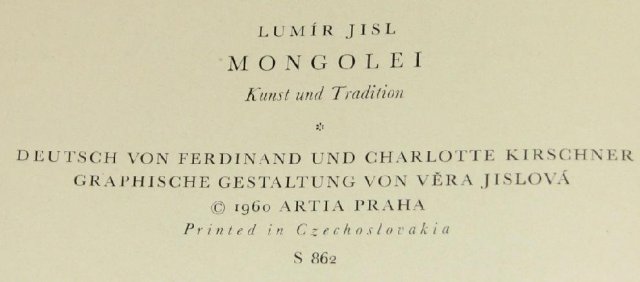 LUMÍR JISL
MONGOLEI
Kunst und Tradition
*
DEUTSCH VON FERDINAND UND CHARLOTTE KIRSCHNER
GRAPHISCHE GESTALTUNG VON VĚRA JISLOVÁ
© 1960 ARTIA PRAHA
Printed in Czechoslovakia
S 862